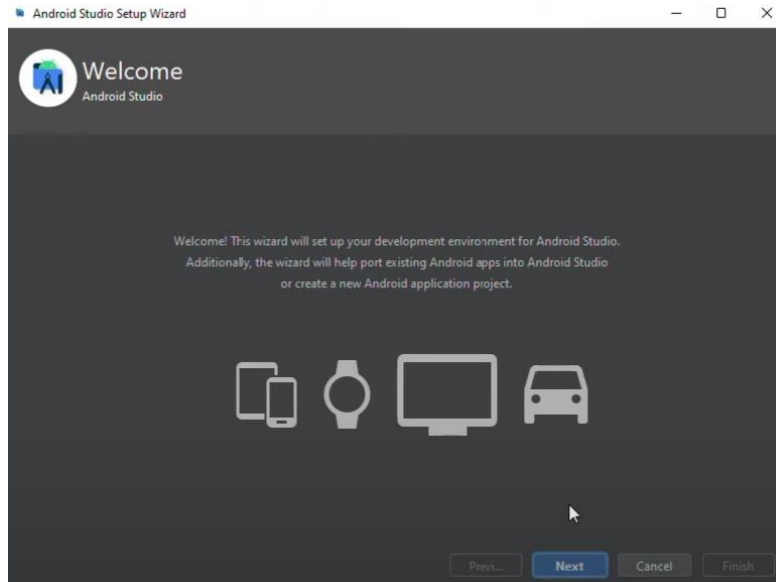 Android Studio Setup Wizard
Welcome
Android Studio
Welcome! This wizard will set up your development environment for Android Studio.
Additionally, the wizard will help port existing Android apps into Android Studio
or create a new Android application project.
Previ...
Next
Cancel
Finish